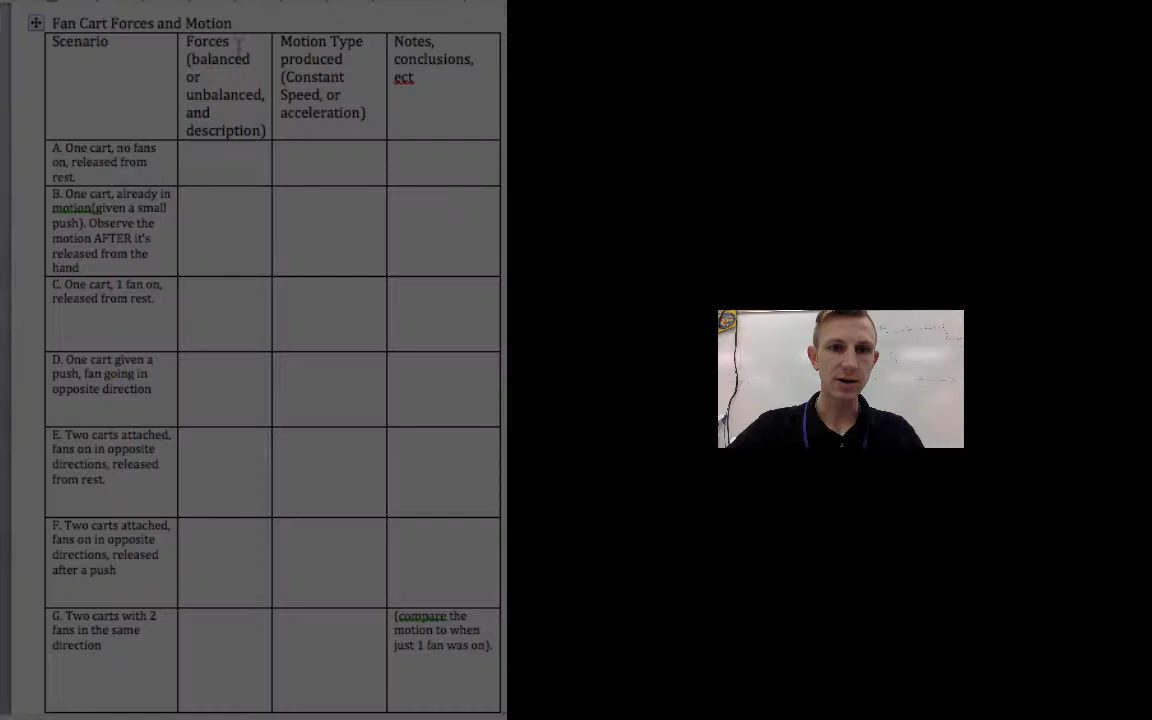 Fan Cart Forces and Motion
Scenario
Forces
(balanced
or
unbalanced,
and
description)
Motion Type
produced
(Constant
Speed, or
acceleration)
Notes,
conclusions,
ect
A. One cart, no fans
on, released from
rest.
B. One cart, already in
motion(given a small
push). Observe the
motion AFTER it's
released from the
hand
C. One cart, 1 fan on,
released from rest.
D. One cart given a
push, fan going in
opposite direction
E. Two carts attached,
fans on in opposite
directions, released
from rest.
F. Two carts attached,
fans on in opposite
directions, released
after a push
G. Two carts with 2
fans in the same
direction
(compare the
motion to when
just 1 fan was on).